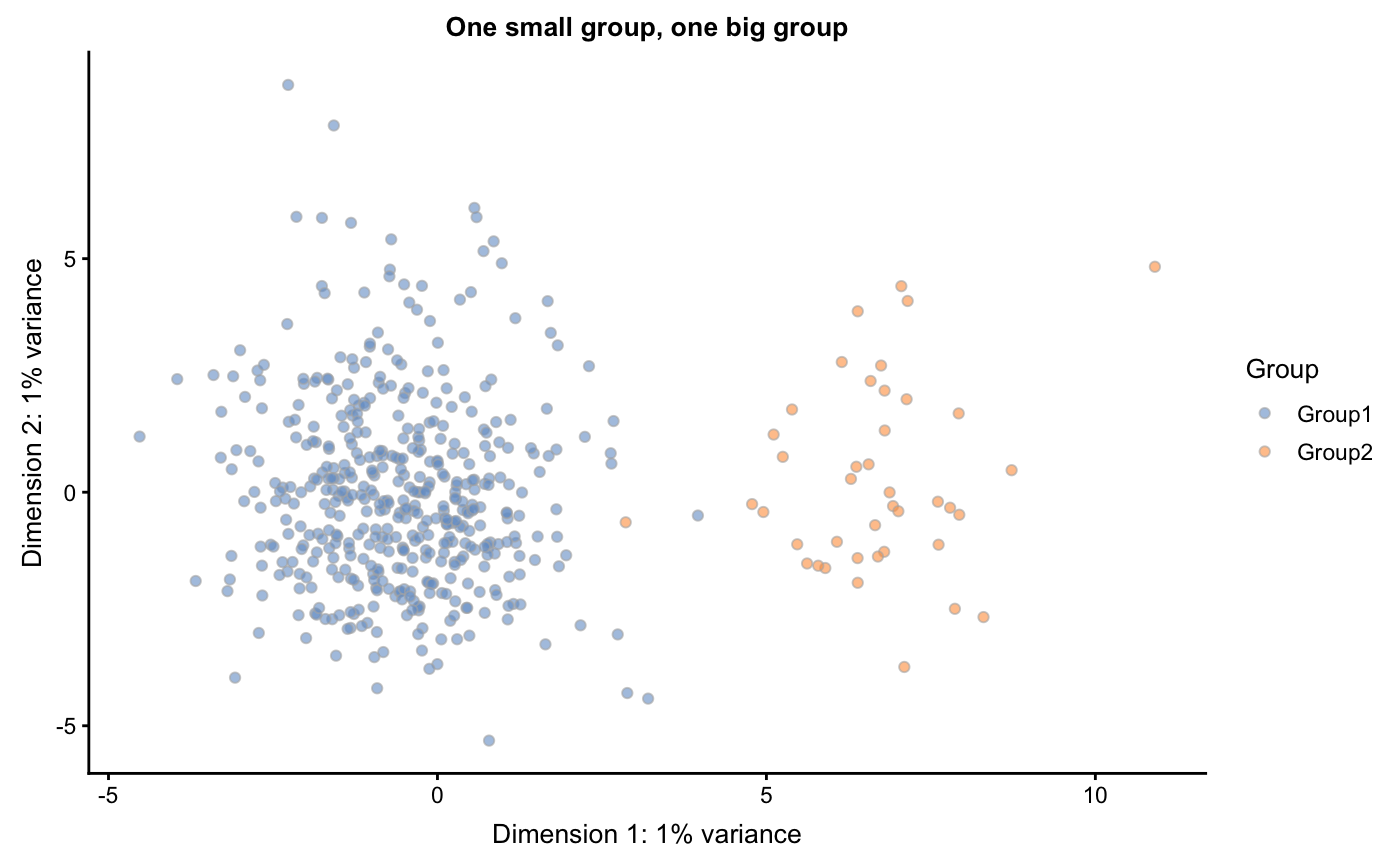 One small group, one big group
Dimension 2: 1% variance
5
0
-5
-5
0
5
10
Dimension 1: 1% variance
Group
Group1
Group2